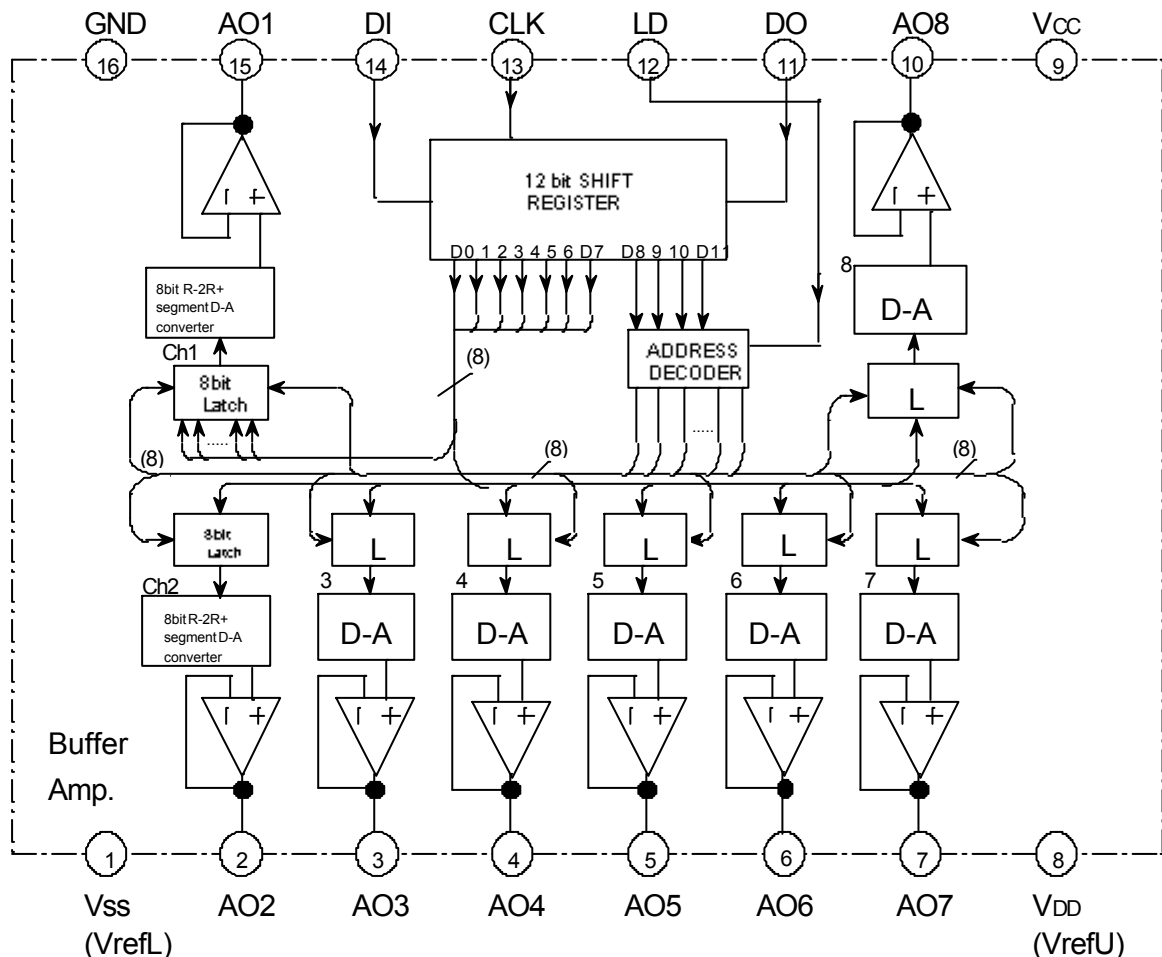 GND AO1 DI CLK LD DO AO8 VCC
16 15 14 13 12 11 10 9
12 bit SHIFT
REGISTER
D0 1 2 3 4 5 6 D7 D8 9 10 D11
8bit R-2R+
segment D-A
converter
8
D-A
Ch1
8bit
Latch
(8)
ADDRESS
DECODER
L
.....
.....
(8)
(8)
(8)
8bit
Latch
L L L L L
Ch2
3 4 5 6 7
8bit R-2R+
segment D-A
converter
D-A D-A D-A D-A D-A
– +
– +
– + – + – + – + – + – +
Buffer
Amp.
1 2 3 4 5 6 7 8
Vss AO2 AO3 AO4 AO5 AO6 AO7 VDD
(VrefL) (VrefU)